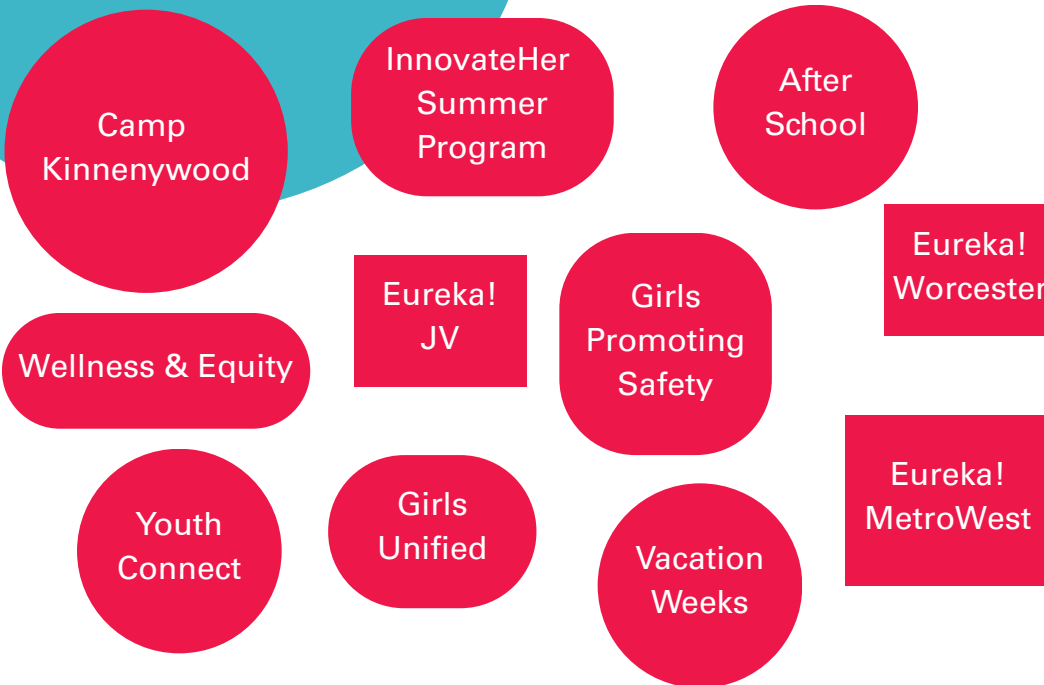 Camp
Kinnenywood
InnovateHer
Summer
Program
After
School
Eureka!
Worcester
Eureka!
JV
Girls
Promoting
Safety
Wellness & Equity
Eureka!
MetroWest
Youth
Connect
Girls
Unified
Vacation
Weeks